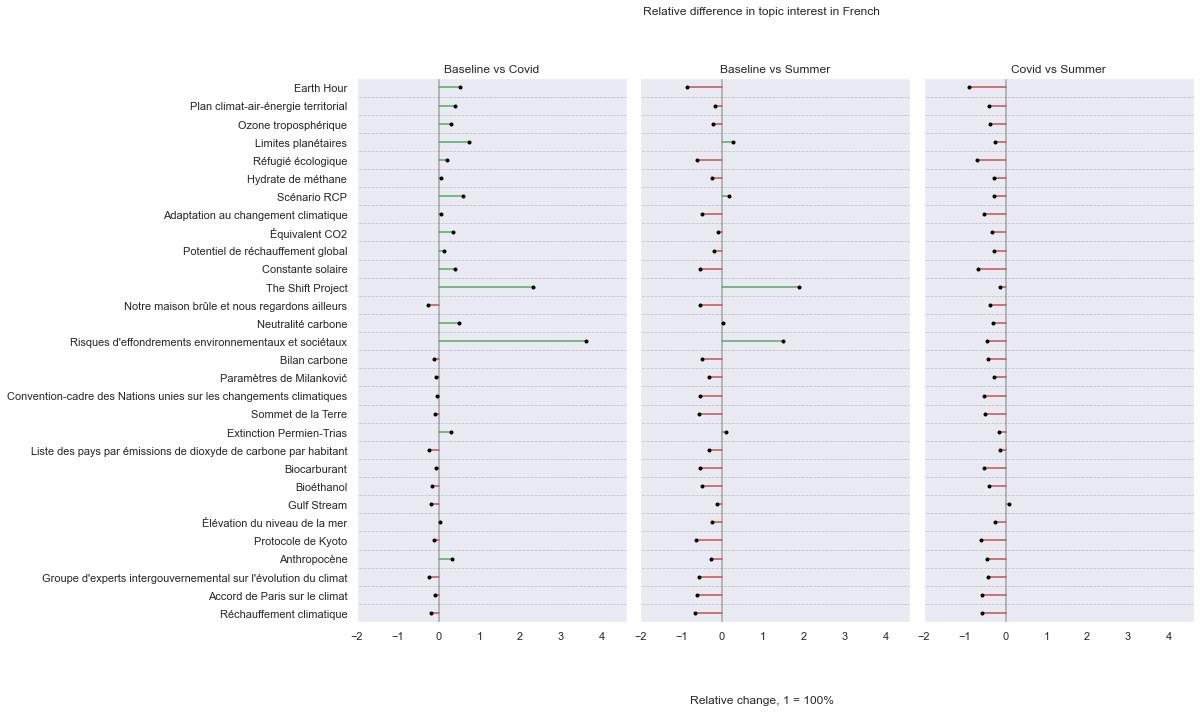 Relative difference in topic interest in French
Baseline vs Covid
Baseline vs Summer
Covid vs Summer
Earth Hour
Plan climat-air-énergie territorial
Ozone troposphérique
Limites planétaires
Réfugié écologique
Hydrate de méthane
Scénario RCP
Adaptation au changement climatique
Équivalent CO2
Potentiel de réchauffement global
Constante solaire
The Shift Project
Notre maison brûle et nous regardons ailleurs
Neutralité carbone
Risques d'effondrements environnementaux et sociétaux
Bilan carbone
Paramètres de Milanković
Convention-cadre des Nations unies sur les changements climatiques
Sommet de la Terre
Extinction Permien-Trias
Liste des pays par émissions de dioxyde de carbone par habitant
Biocarburant
Bioéthanol
Gulf Stream
Élévation du niveau de la mer
Protocole de Kyoto
Anthropocène
Groupe d'experts intergouvernemental sur l'évolution du climat
Accord de Paris sur le climat
Réchauffement climatique
−2 −1 0 1 2 3 4
−2 −1 0 1 2 3 4
−2 −1 0 1 2 3 4
Relative change, 1 = 100%